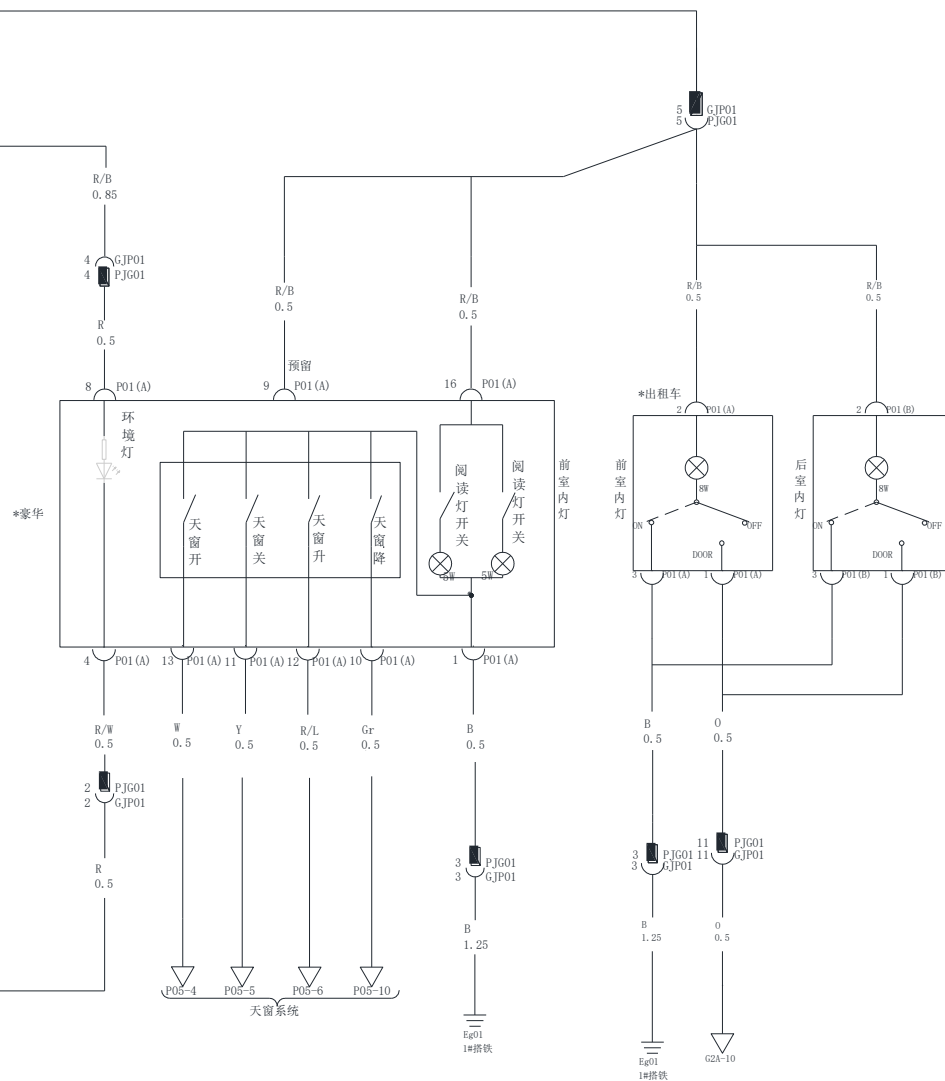 5 GJP01
5 PJG01
R/B
0.85
4 GJP01
4 PJG01
R
0.5
R/B
0.5
R/B
0.5
R/B
0.5
R/B
0.5
预留
8 P01(A)
9 P01(A)
16 P01(A)
*出租车
2 P01(A)
2 P01(B)
环境灯
*豪华
天窗开
天窗关
天窗升
天窗降
阅读灯开关
阅读灯开关
5W
5W
前室内灯
前室内灯
8W
ON
OFF
DOOR
后室内灯
8W
ON
OFF
DOOR
3 P01(A)
1 P01(A)
3 P01(B)
1 P01(B)
4 P01(A)
13 P01(A)
11 P01(A)
12 P01(A)
10 P01(A)
1 P01(A)
R/W
0.5
W
0.5
Y
0.5
R/L
0.5
Gr
0.5
B
0.5
B
0.5
O
0.5
2 PJG01
2 GJP01
3 PJG01
3 GJP01
3 PJG01
3 GJP01
11 PJG01
11 GJP01
R
0.5
B
1.25
B
1.25
O
0.5
P05-4
P05-5
P05-6
P05-10
天窗系统
Eg01
1#搭铁
Eg01
1#搭铁
G2A-10